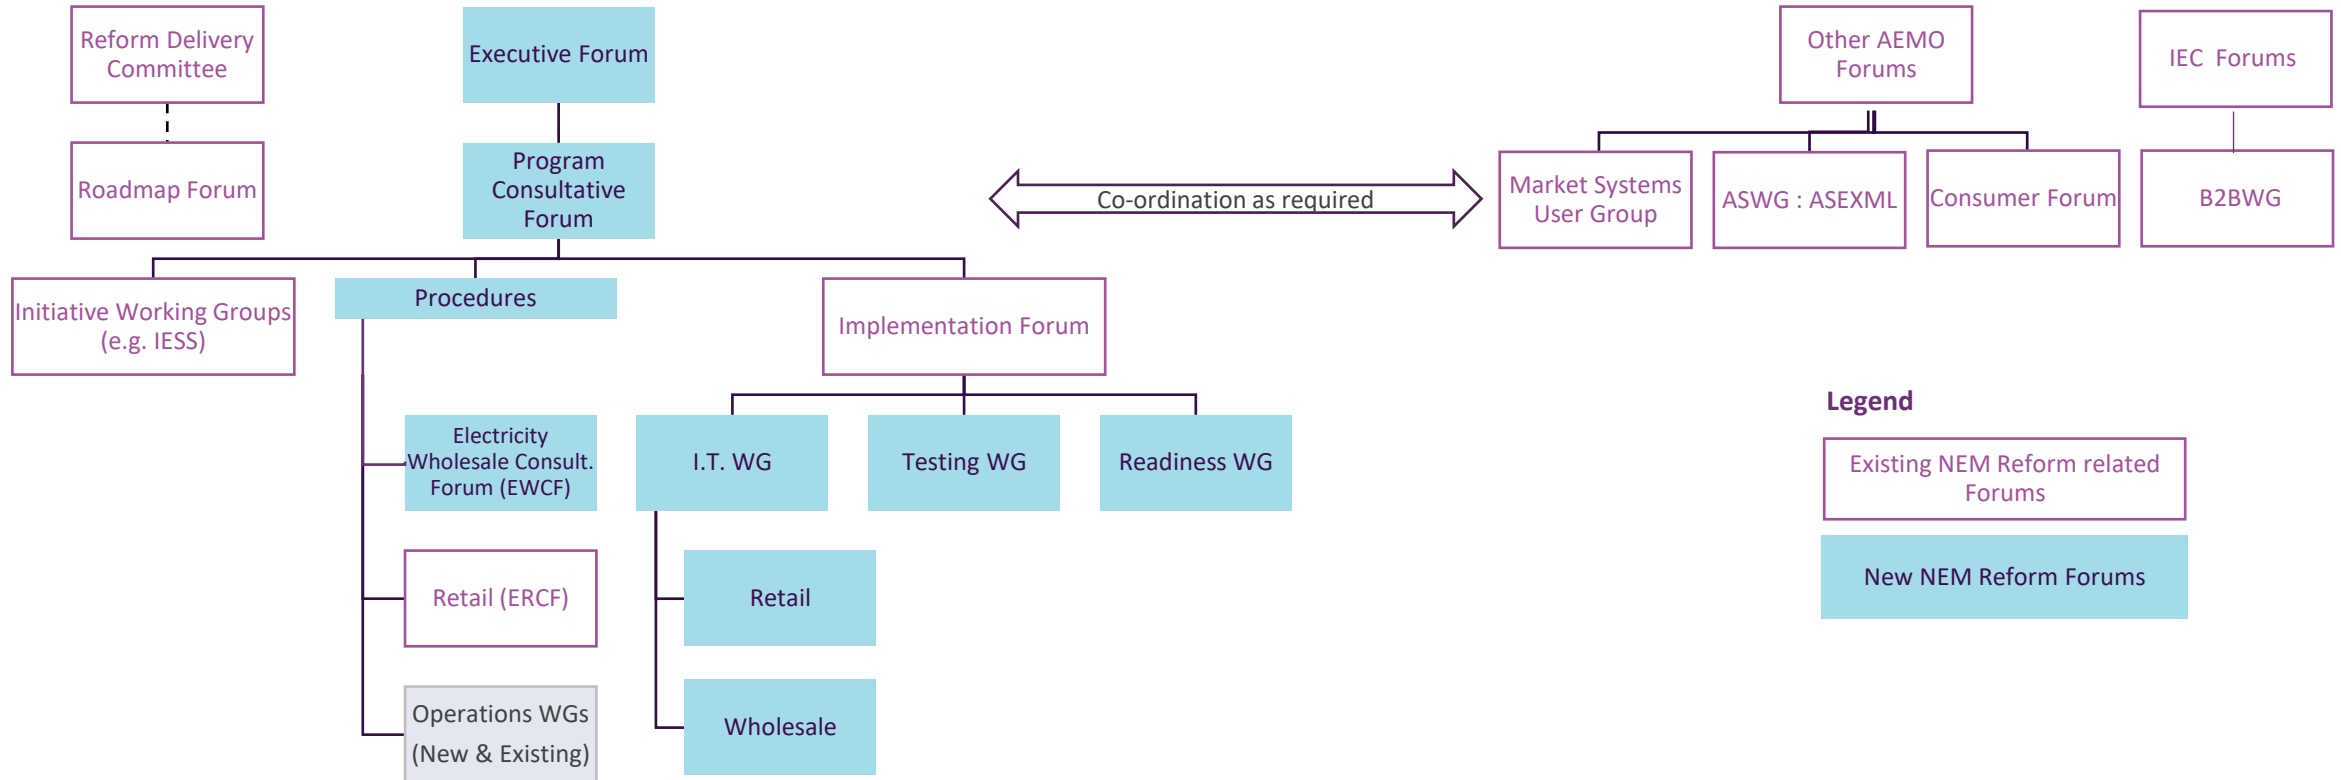 Reform Delivery
Committee
Executive Forum
Other AEMO
Forums
IEC Forums
Roadmap Forum
Program
Consultative
Forum
Co-ordination as required
Market Systems
User Group
ASWG : ASEXML
Consumer Forum
B2BWG
Initiative Working Groups
(e.g. IESS)
Procedures
Implementation Forum
Legend
Electricity
Wholesale Consult.
Forum (EWCF)
I.T. WG
Testing WG
Readiness WG
Existing NEM Reform related
Forums
Retail (ERCF)
Retail
New NEM Reform Forums
Operations WGs
(New & Existing)
Wholesale